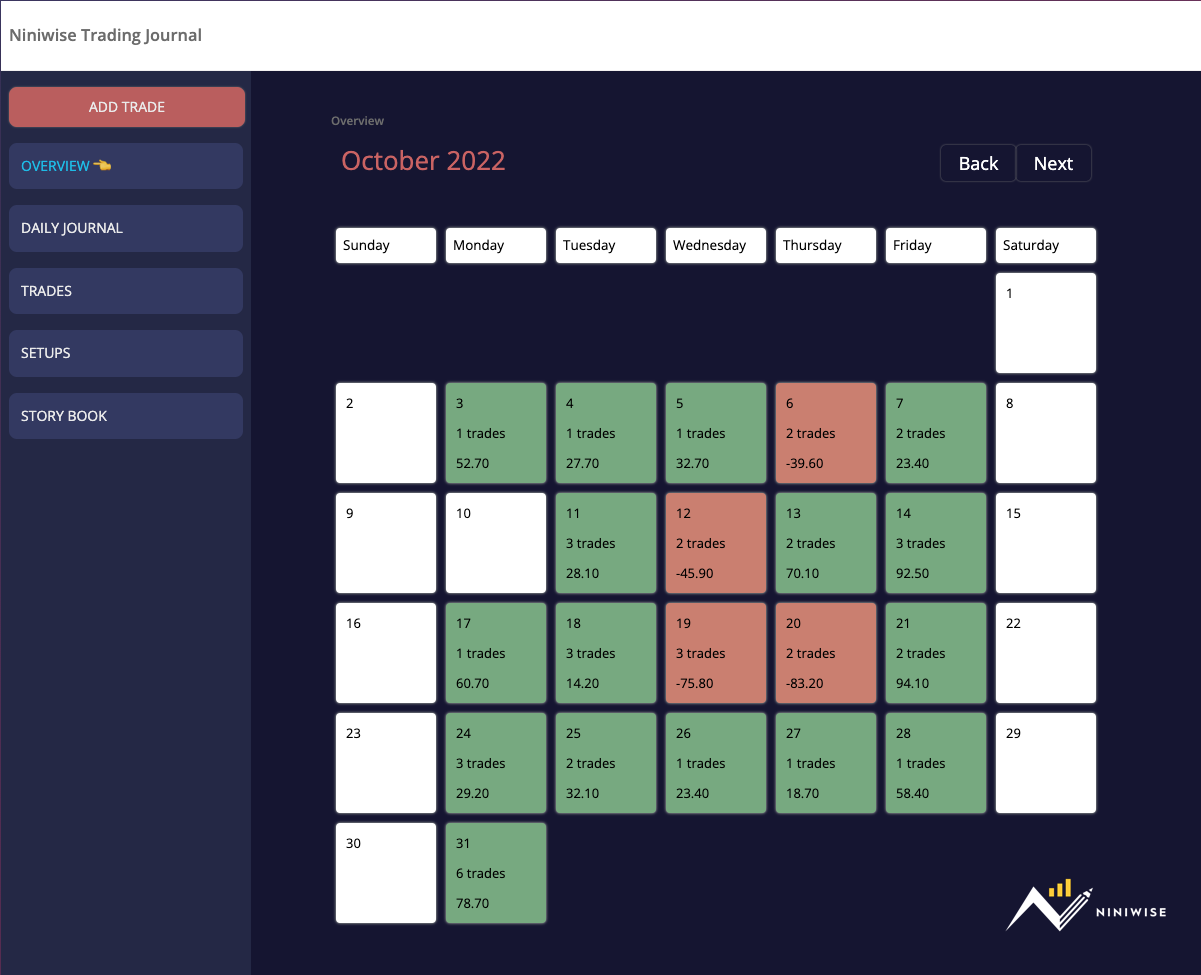 Niniwise Trading Journal
ADD TRADE
OVERVIEW 👈
DAILY JOURNAL
TRADES
SETUPS
STORY BOOK
Overview
October 2022
Back Next
Sunday Monday Tuesday Wednesday Thursday Friday Saturday
1
2 3 4 5 6 7 8
1 trades 1 trades 1 trades 2 trades 2 trades
52.70 27.70 32.70 -39.60 23.40
9 10 11 12 13 14 15
3 trades 2 trades 2 trades 3 trades
28.10 -45.90 70.10 92.50
16 17 18 19 20 21 22
1 trades 3 trades 3 trades 2 trades 2 trades
60.70 14.20 -75.80 -83.20 94.10
23 24 25 26 27 28 29
3 trades 2 trades 1 trades 1 trades 1 trades
29.20 32.10 23.40 18.70 58.40
30 31
6 trades
78.70
NINIWISE